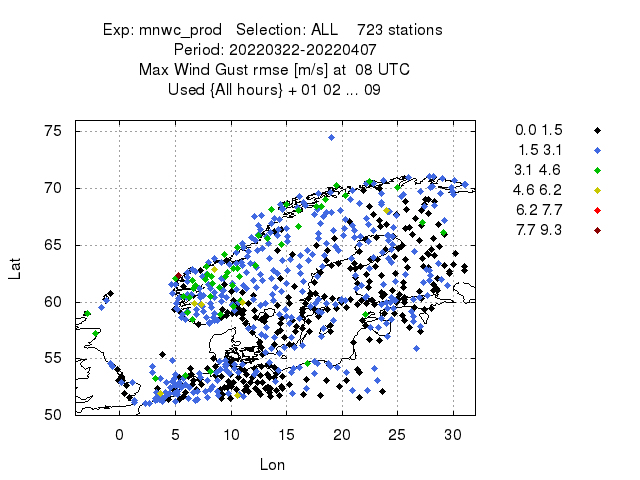 Exp: mnwc_prod   Selection: ALL    723 stations
Period: 20220322-20220407
Max Wind Gust rmse [m/s] at  08 UTC
Used {All hours} + 01 02 ... 09
75
70
65
60
55
50
Lat
0 5 10 15 20 25 30
Lon
0.0 1.5
1.5 3.1
3.1 4.6
4.6 6.2
6.2 7.7
7.7 9.3